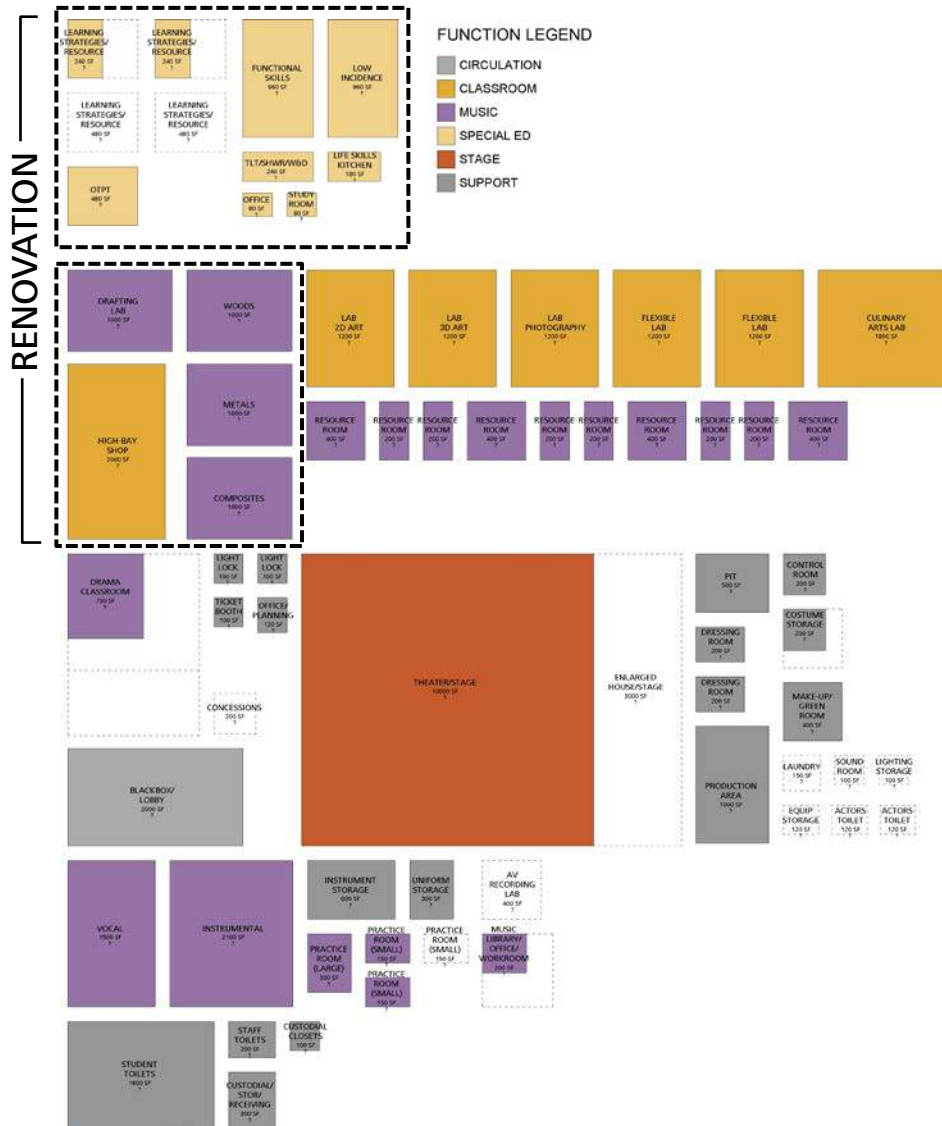 RENOVATION
LEARNING
STRATEGIES/
RESOURCE
240 SF
?
LEARNING
STRATEGIES/
RESOURCE
240 SF
?
FUNCTIONAL
SKILLS
960 SF
?
LOW
INCIDENCE
960 SF
?
LEARNING
STRATEGIES/
RESOURCE
480 SF
?
LEARNING
STRATEGIES/
RESOURCE
480 SF
?
TLT/SHWR/W&D
240 SF
?
LIFE SKILLS
KITCHEN
180 SF
?
OTPT
480 SF
?
OFFICE
80 SF
?
STUDY
ROOM
80 SF
?
FUNCTION LEGEND
CIRCULATION
CLASSROOM
MUSIC
SPECIAL ED
STAGE
SUPPORT
DRAFTING
LAB
1000 SF
?
WOODS
1000 SF
?
LAB
2D ART
1200 SF
?
LAB
3D ART
1200 SF
?
LAB
PHOTOGRAPHY
1200 SF
?
FLEXIBLE
LAB
1200 SF
?
FLEXIBLE
LAB
1200 SF
?
CULINARY
ARTS LAB
1800 SF
?
HIGH-BAY
SHOP
2000 SF
?
METALS
1000 SF
?
COMPOSITES
1000 SF
?
RESOURCE
ROOM
400 SF
?
RESOURCE
ROOM
200 SF
?
RESOURCE
ROOM
200 SF
?
RESOURCE
ROOM
400 SF
?
RESOURCE
ROOM
200 SF
?
RESOURCE
ROOM
200 SF
?
RESOURCE
ROOM
400 SF
?
RESOURCE
ROOM
200 SF
?
RESOURCE
ROOM
200 SF
?
RESOURCE
ROOM
400 SF
?
DRAMA
CLASSROOM
750 SF
?
LIGHT
LOCK
100 SF
?
LIGHT
LOCK
100 SF
?
TICKET
BOOTH
100 SF
?
OFFICE/
PLANNING
120 SF
?
CONCESSIONS
200 SF
?
THEATER/STAGE
10000 SF
?
ENLARGED
HOUSE/STAGE
3000 SF
?
PIT
500 SF
?
CONTROL
ROOM
200 SF
?
DRESSING ROOM
200 SF
?
COSTUME
STORAGE
200 SF
?
DRESSING
ROOM
200 SF
?
MAKE-UP/
GREEN
ROOM
400 SF
?
PRODUCTION
AREA
1000 SF
?
LAUNDRY
150 SF
?
SOUND
ROOM
100 SF
?
LIGHTING
STORAGE
100 SF
?
EQUIP
STORAGE
120 SF
?
ACTORS
TOILET
120 SF
?
ACTORS
TOILET
120 SF
?
BLACKBOX/
LOBBY
2000 SF
?
VOCAL
1500 SF
?
INSTRUMENTAL
2100 SF
?
INSTRUMENT
STORAGE
600 SF
?
UNIFORM
STORAGE
300 SF
?
AV
RECORDING
LAB
400 SF
?
PRACTICE
ROOM
(LARGE)
300 SF
?
PRACTICE
ROOM
(SMALL)
150 SF
?
PRACTICE
ROOM
(SMALL)
150 SF
?
PRACTICE
ROOM
(SMALL)
150 SF
?
MUSIC
LIBRARY/
OFFICE/
WORKROOM
200 SF
?
STUDENT
TOILETS
1800 SF
?
STAFF
TOILETS
200 SF
?
CUSTODIAL
CLOSETS
100 SF
?
CUSTODIAL/
STOR/
RECEIVING
300 SF
?